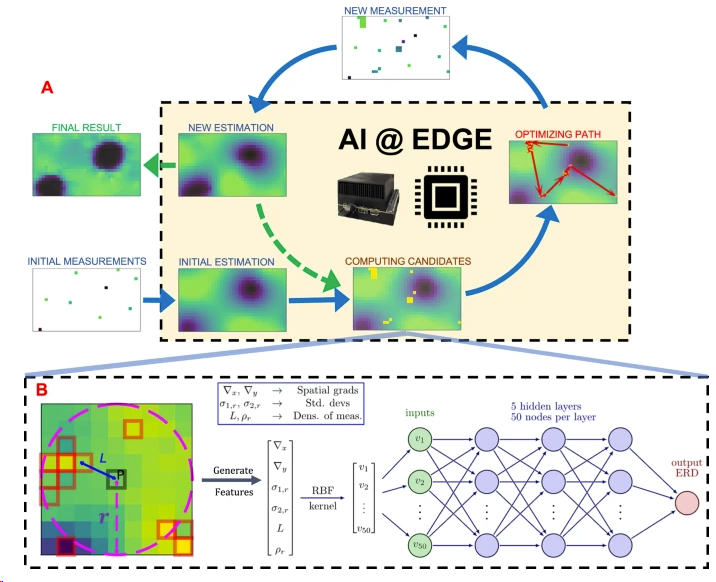 NEW MEASUREMENT
A
FINAL RESULT
NEW ESTIMATION
AI @ EDGE
OPTIMIZING PATH
INITIAL MEASUREMENTS
INITIAL ESTIMATION
COMPUTING CANDIDATES
B
∇x, ∇y → Spatial grads
σ1,r, σ2,r → Std. devs
L, ρr → Dens. of meas.
L
P
r
Generate
Features
∇x
∇y
σ1,r
σ2,r
L
ρr
RBF
kernel
v1
v2
⋮
v50
inputs
5 hidden layers
50 nodes per layer
v1
v2
⋮
v50
⋮
⋮
⋮
output
ERD